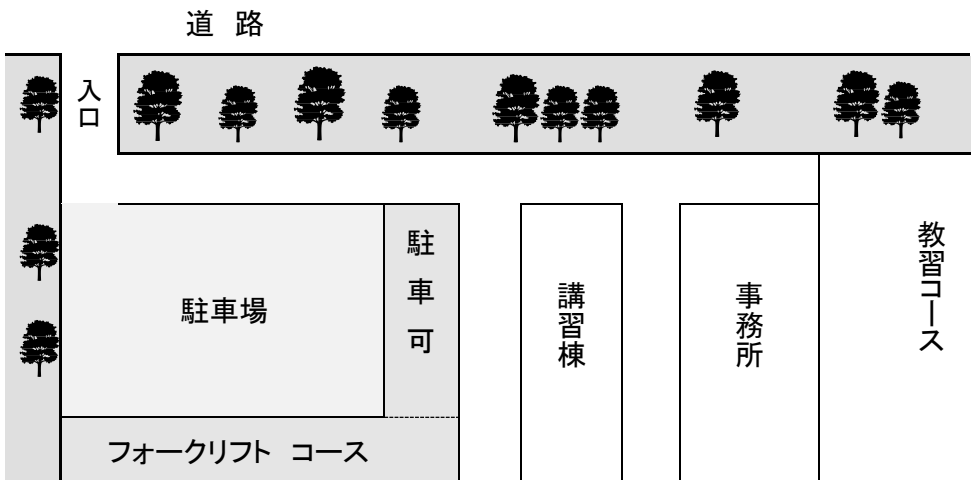 道 路
入口
駐車場
駐車可
講習棟
事務所
教習コース
フォークリフト コース